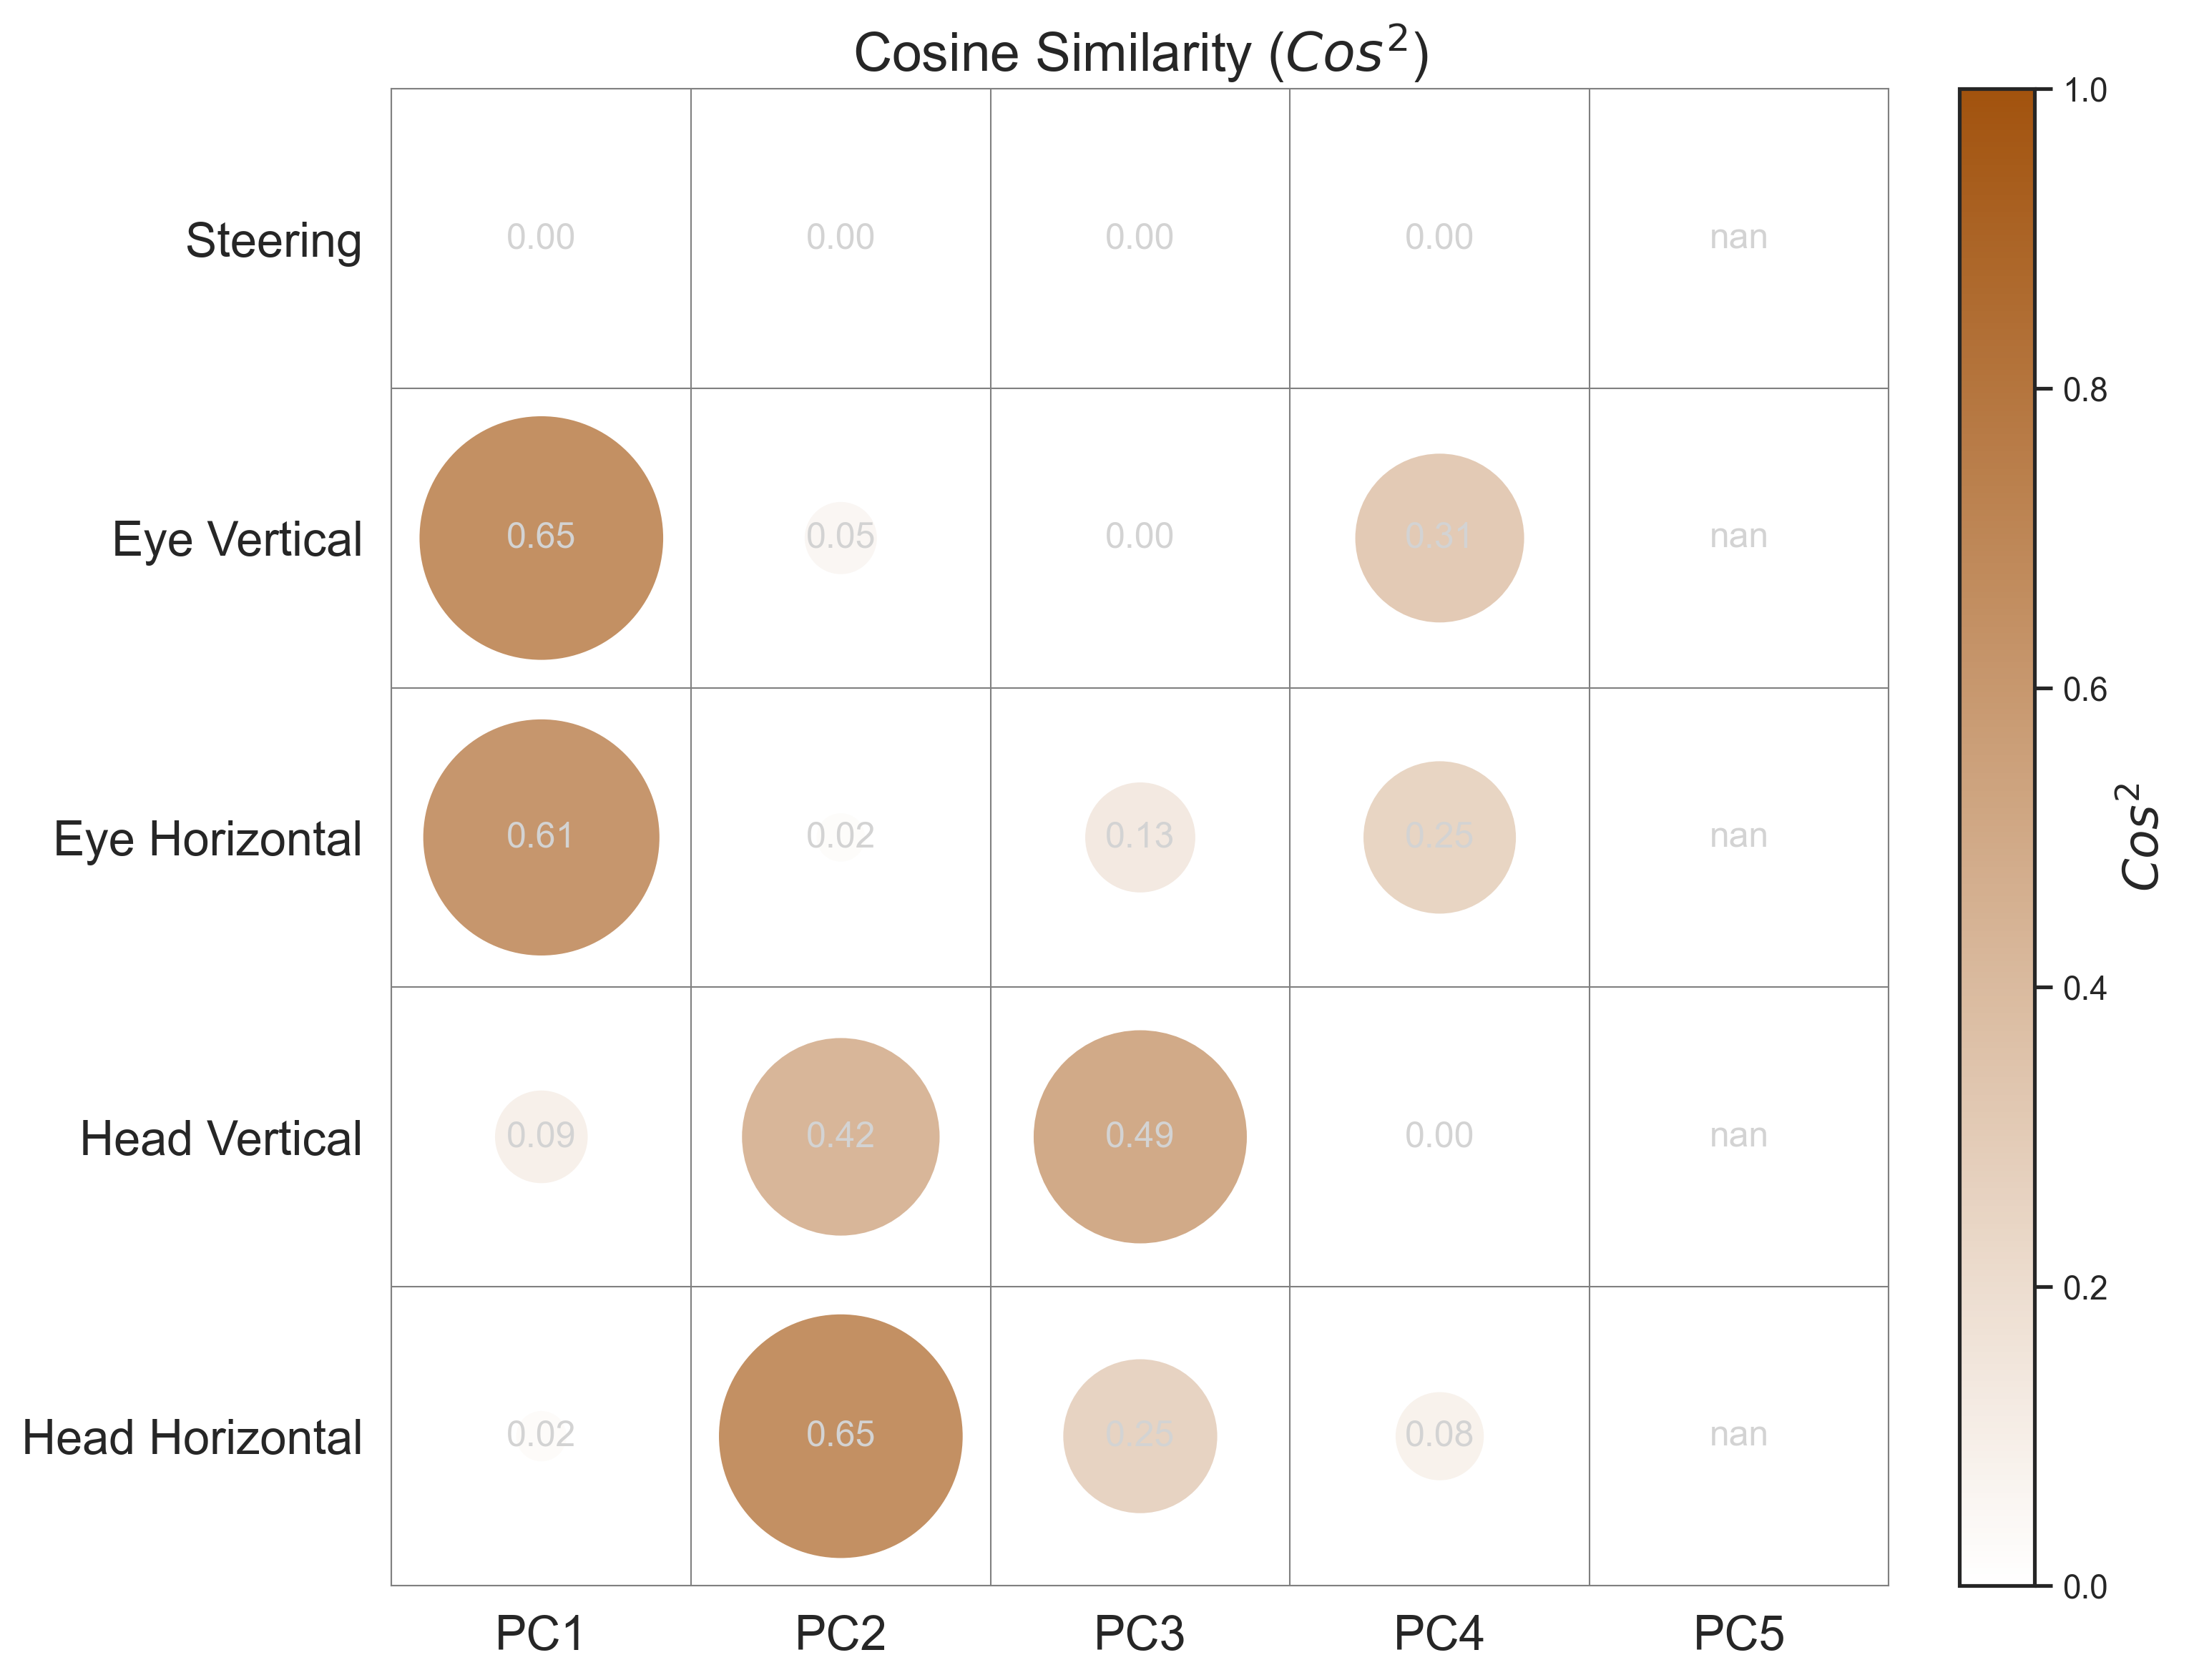 Cosine Similarity (Cos²)
Steering 0.00 0.00 0.00 0.00 nan
Eye Vertical 0.65 0.05 0.00 0.31 nan
Eye Horizontal 0.61 0.02 0.13 0.25 nan
Head Vertical 0.09 0.42 0.49 0.00 nan
Head Horizontal 0.02 0.65 0.25 0.08 nan
PC1 PC2 PC3 PC4 PC5
1.0
0.8
0.6
0.4
0.2
0.0
Cos²